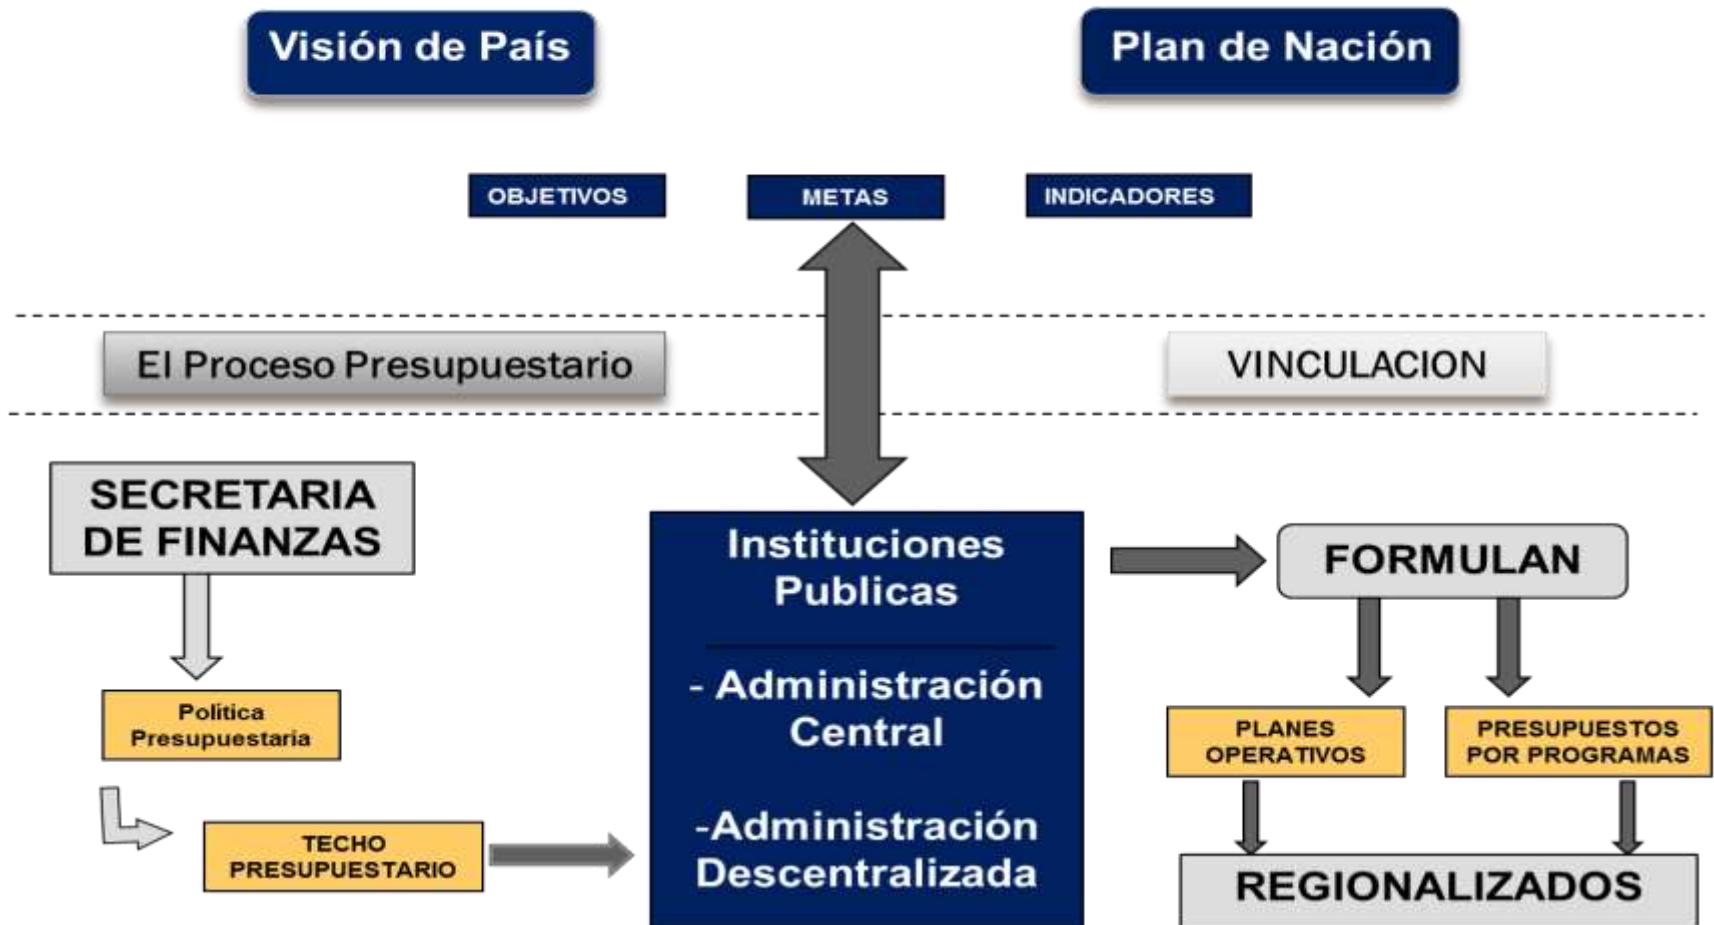 Visión de País
Plan de Nación
OBJETIVOS
METAS
INDICADORES
El Proceso Presupuestario
VINCULACION
SECRETARIA
DE FINANZAS
Política
Presupuestaria
TECHO
PRESUPUESTARIO
Instituciones
Publicas
- Administración
Central
-Administración
Descentralizada
FORMULAN
PLANES
OPERATIVOS
PRESUPUESTOS
POR PROGRAMAS
REGIONALIZADOS